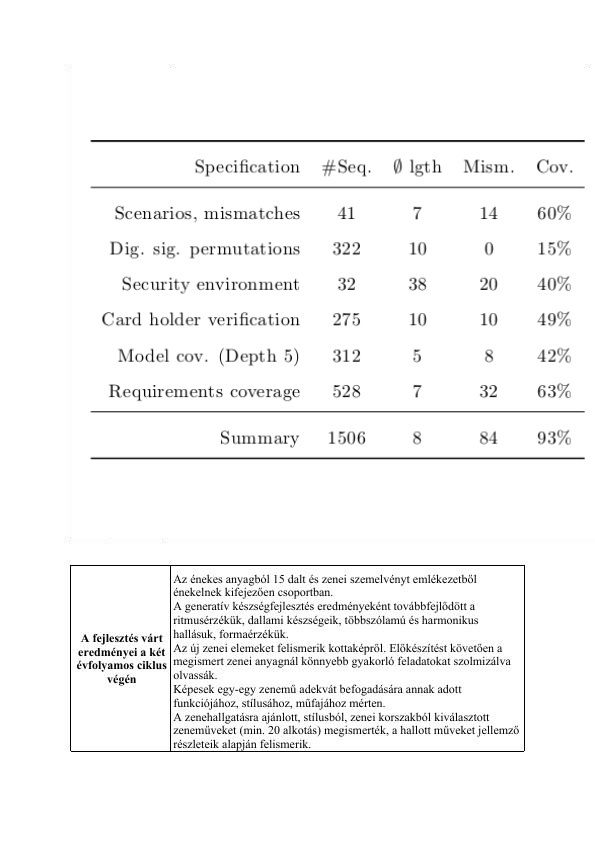 Specification #Seq. ∅ lgth Mism. Cov.
Scenarios, mismatches 41 7 14 60%
Dig. sig. permutations 322 10 0 15%
Security environment 32 38 20 40%
Card holder verification 275 10 10 49%
Model cov. (Depth 5) 312 5 8 42%
Requirements coverage 528 7 32 63%
Summary 1506 8 84 93%
A fejlesztés várt
eredményei a két
évfolyamos ciklus
végén
Az énekes anyagból 15 dalt és zenei szemelvényt emlékezetből
énekelnek kifejezően csoportban.
A generatív készségfejlesztés eredményeként továbbfejlődött a
ritmusérzékük, dallami készségeik, többszólamú és harmonikus
hallásuk, formaérzékük.
Az új zenei elemeket felismerik kottaképről. Előkészítést követően a
megismert zenei anyagnál könnyebb gyakorló feladatokat szolmizálva
olvassák.
Képesek egy-egy zenemű adekvát befogadására annak adott
funkciójához, stílusához, műfajához mérten.
A zenehallgatásra ajánlott, stílusból, zenei korszakból kiválasztott
zeneműveket (min. 20 alkotás) megismerték, a hallott műveket jellemző
részleteik alapján felismerik.